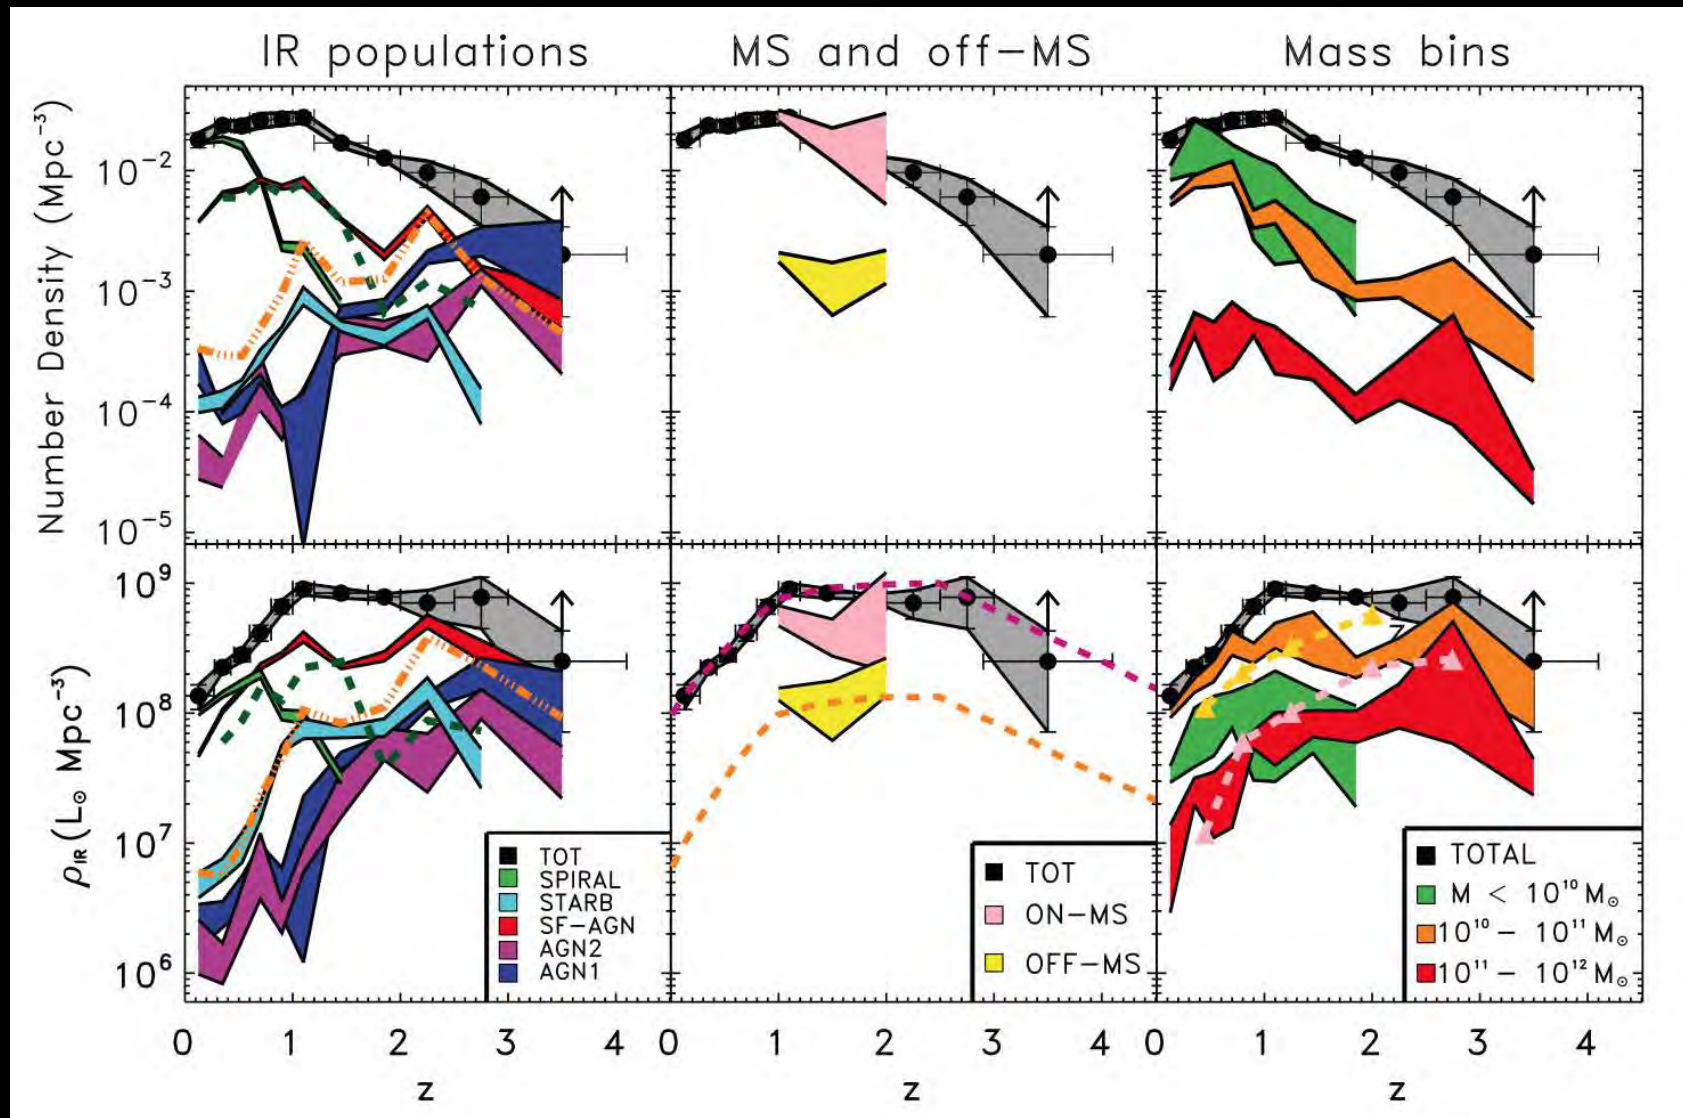 IR populations
MS and off-MS
Mass bins
Number Density (Mpc⁻³)
10⁻²
10⁻³
10⁻⁴
10⁻⁵
ρ_IR (L⊙ Mpc⁻³)
10⁹
10⁸
10⁷
10⁶
TOT
SPIRAL
STARB
SF-AGN
AGN2
AGN1
TOT
ON-MS
OFF-MS
TOTAL
M < 10¹⁰ M⊙
10¹⁰ - 10¹¹ M⊙
10¹¹ - 10¹² M⊙
0 1 2 3 4 0 1 2 3 4 0 1 2 3 4
z z z